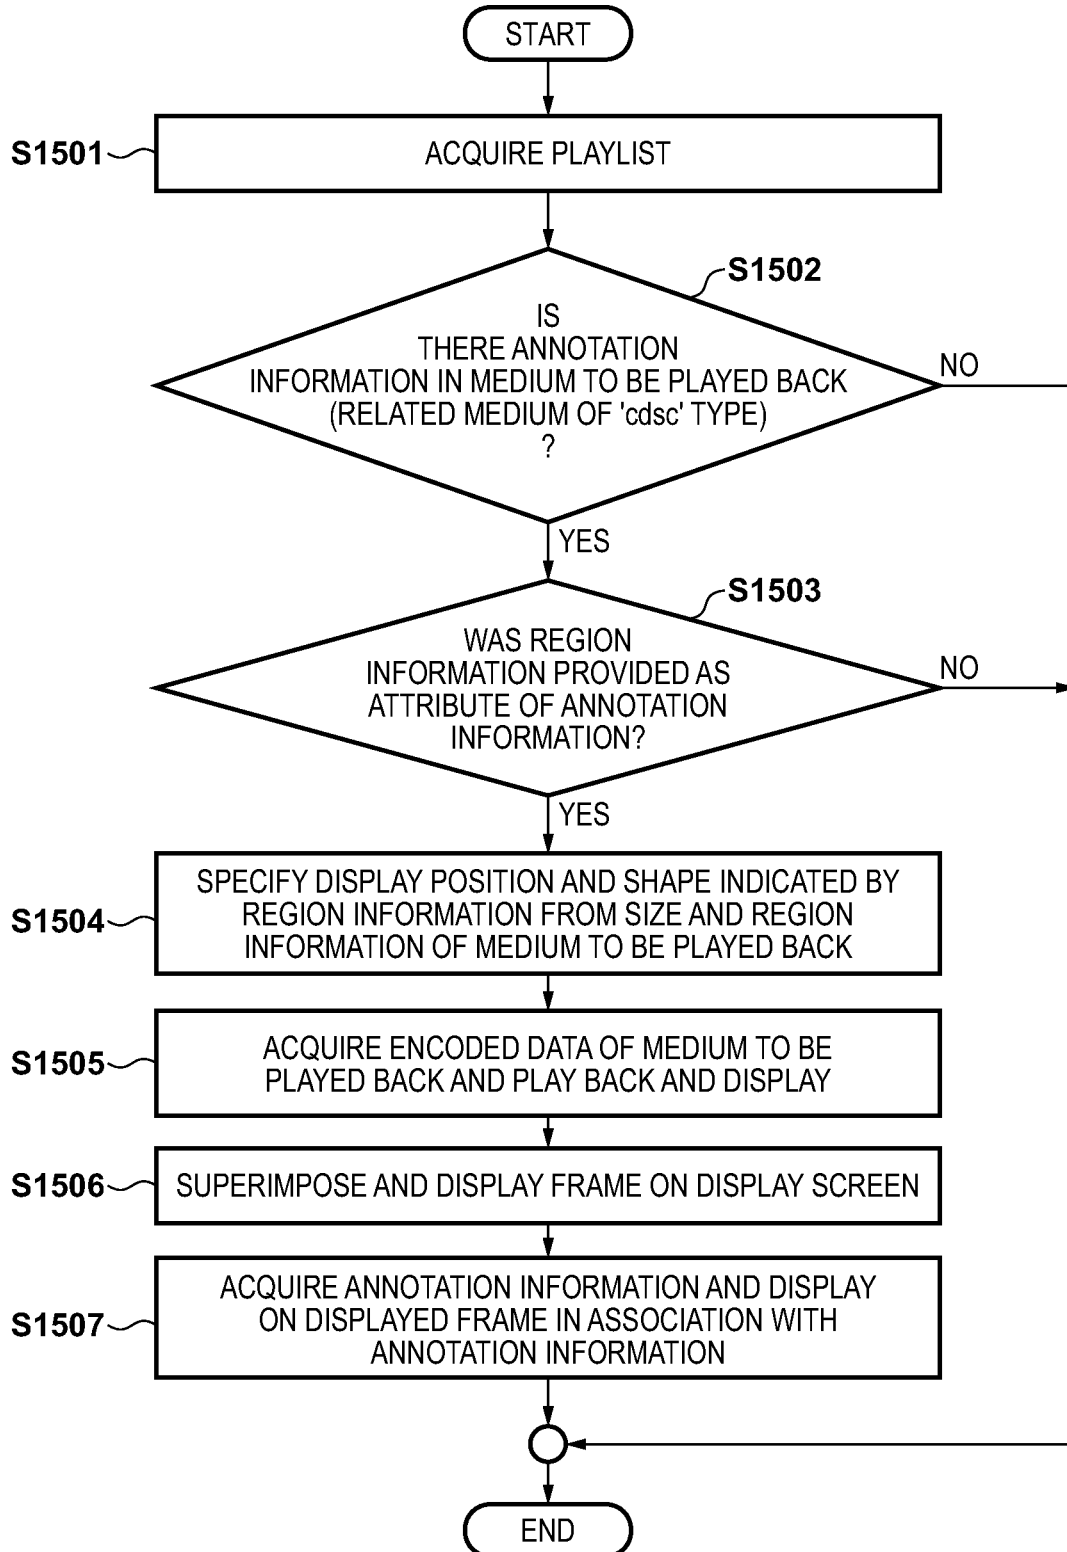 START
S1501
ACQUIRE PLAYLIST
S1502
IS
THERE ANNOTATION
INFORMATION IN MEDIUM TO BE PLAYED BACK
(RELATED MEDIUM OF 'cdsc' TYPE)
?
NO
YES
S1503
WAS REGION
INFORMATION PROVIDED AS
ATTRIBUTE OF ANNOTATION
INFORMATION?
NO
YES
S1504
SPECIFY DISPLAY POSITION AND SHAPE INDICATED BY
REGION INFORMATION FROM SIZE AND REGION
INFORMATION OF MEDIUM TO BE PLAYED BACK
S1505
ACQUIRE ENCODED DATA OF MEDIUM TO BE
PLAYED BACK AND PLAY BACK AND DISPLAY
S1506
SUPERIMPOSE AND DISPLAY FRAME ON DISPLAY SCREEN
S1507
ACQUIRE ANNOTATION INFORMATION AND DISPLAY
ON DISPLAYED FRAME IN ASSOCIATION WITH
ANNOTATION INFORMATION
END